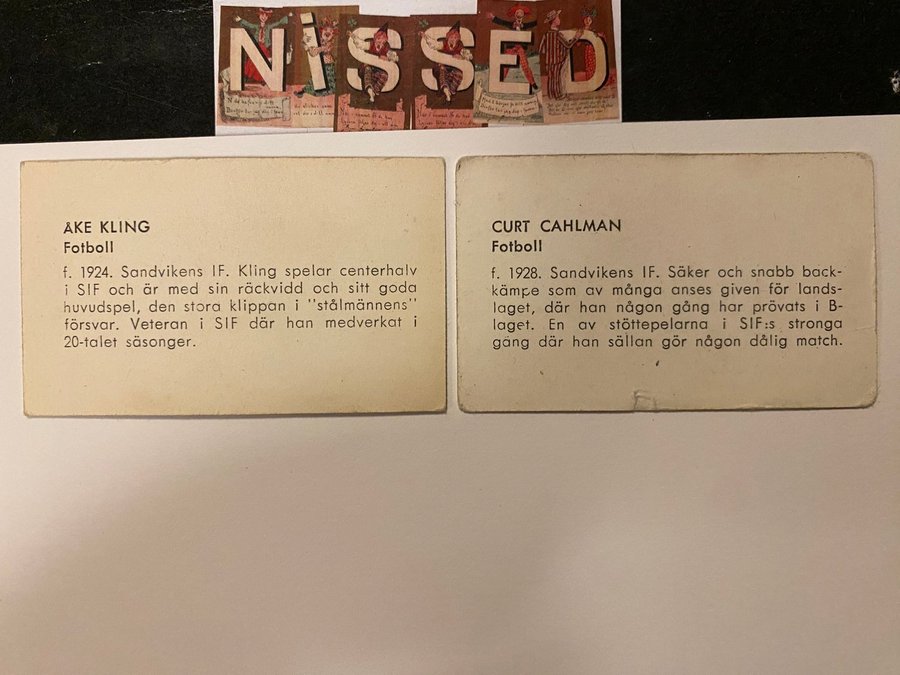 NiSSED
ÅKE KLING
Fotboll
f. 1924. Sandvikens IF. Kling spelar centerhalv
i SIF och är med sin räckvidd och sitt goda
huvudspel, den stora klippan i "stålmännens"
försvar. Veteran i SIF där han medverkat i
20-talet säsonger.
CURT CAHLMAN
Fotboll
f. 1928. Sandvikens IF. Säker och snabb back-
kämpe som av många anses given för lands-
laget, där han någon gång har prövats i B-
laget. En av stöttepelarna i SIF:s stronga
gäng där han sällan gör någon dålig match.